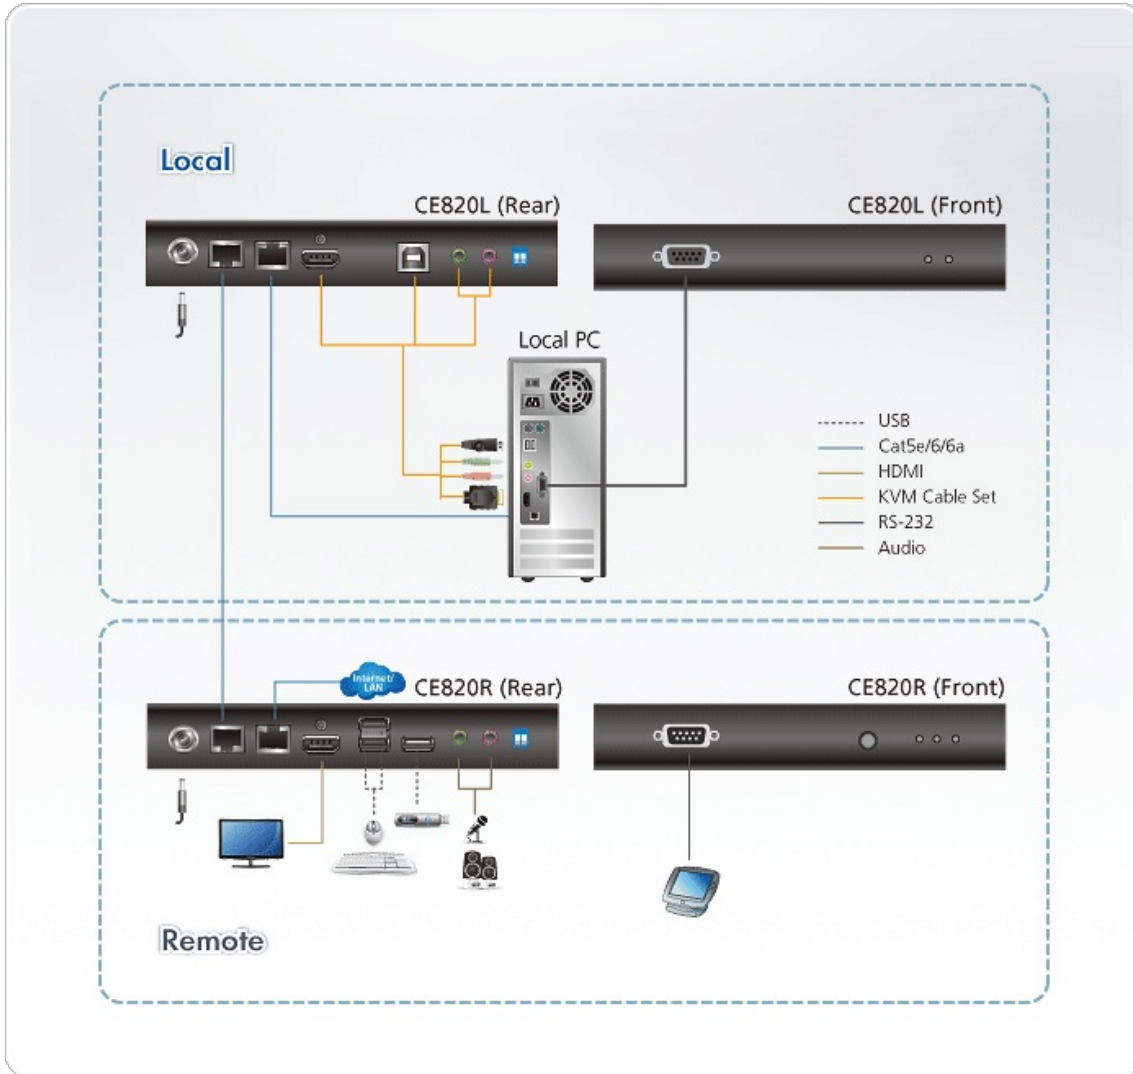 Local
CE820L (Rear)
CE820L (Front)
Local PC
USB
Cat5e/6/6a
HDMI
KVM Cable Set
RS-232
Audio
Internet/
LAN
CE820R (Rear)
CE820R (Front)
Remote